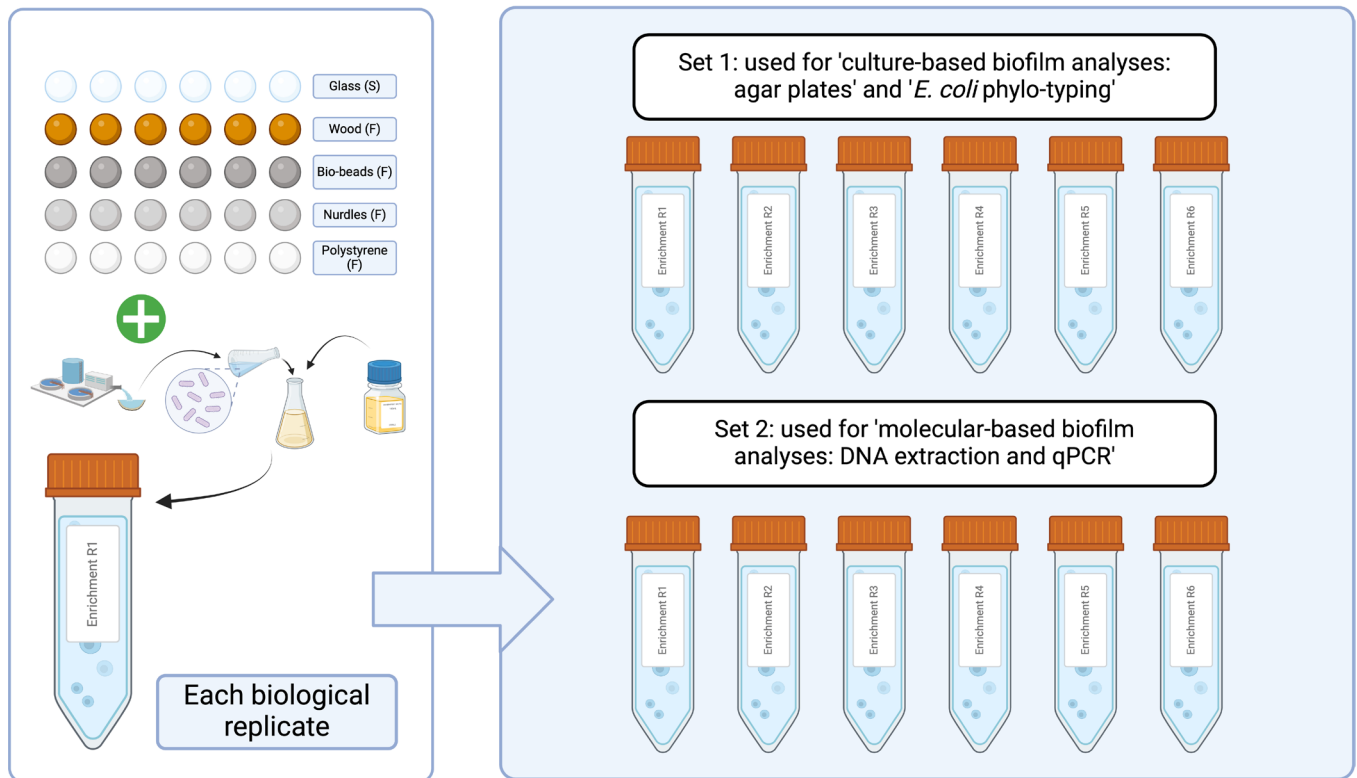 Glass (S)
Wood (F)
Bio-beads (F)
Nurdles (F)
Polystyrene
(F)
Enrichment R1
Each biological
replicate
Set 1: used for 'culture-based biofilm analyses:
agar plates' and 'E. coli phylo-typing'
Enrichment R1
Enrichment R2
Enrichment R3
Enrichment R4
Enrichment R5
Enrichment R6
Set 2: used for 'molecular-based biofilm
analyses: DNA extraction and qPCR'
Enrichment R1
Enrichment R2
Enrichment R3
Enrichment R4
Enrichment R5
Enrichment R6